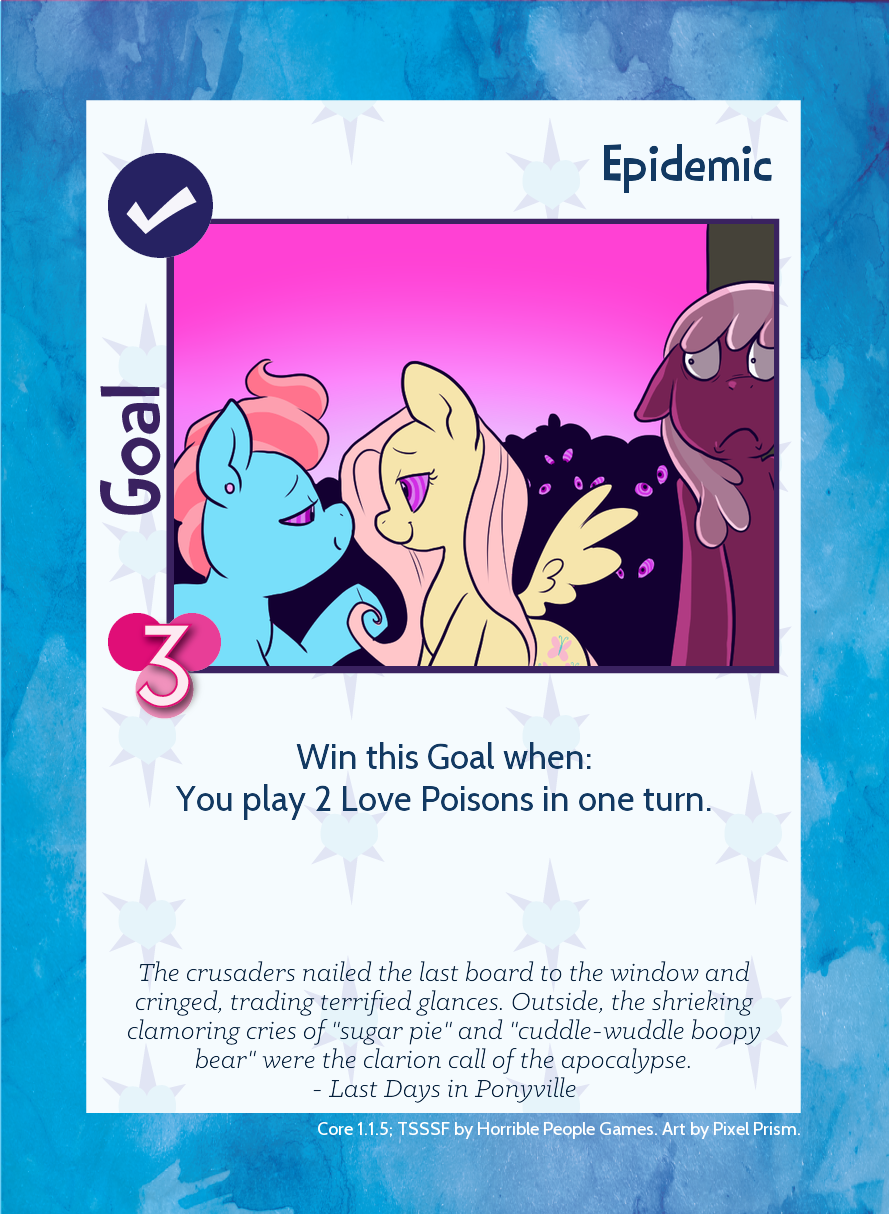 Epidemic
Goal
3
Win this Goal when:
You play 2 Love Poisons in one turn.
The crusaders nailed the last board to the window and
cringed, trading terrified glances. Outside, the shrieking
clamoring cries of "sugar pie" and "cuddle-wuddle boopy
bear" were the clarion call of the apocalypse.
- Last Days in Ponyville
Core 1.1.5; TSSSF by Horrible People Games. Art by Pixel Prism.